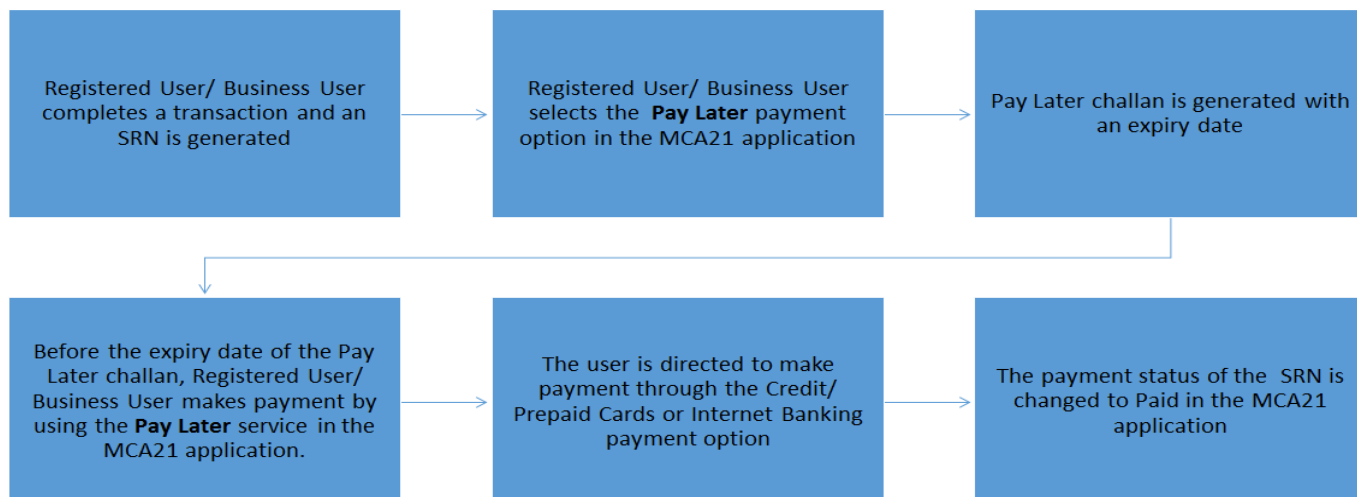 Registered User/ Business User
completes a transaction and an
SRN is generated
Registered User/ Business User
selects the Pay Later payment
option in the MCA21 application
Pay Later challan is generated with
an expiry date
Before the expiry date of the Pay
Later challan, Registered User/
Business User makes payment by
using the Pay Later service in the
MCA21 application.
The user is directed to make
payment through the Credit/
Prepaid Cards or Internet Banking
payment option
The payment status of the SRN is
changed to Paid in the MCA21
application